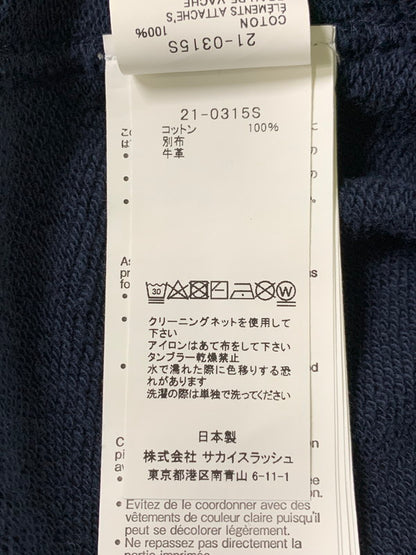 100%
COTON
ÉLÉMENTS ATTACHÉS
DE VACHE
21-0315S
21-0315S
コットン 100%
別布
牛革
30
W
クリーニングネットを使用して
下さい
アイロンはあて布をして下さい
タンブラー乾燥禁止
水で濡れた際に色移りする恐
れがあります
洗濯の際は単独で洗ってください
日本製
株式会社 サカイスラッシュ
東京都港区南青山 6-11-1
• Evitez de le coordonner avec des
vêtements de couleur claire puisqu'il
peut se décolorer légèrement.
• Ne repassez pas directement la
partie imprimée.